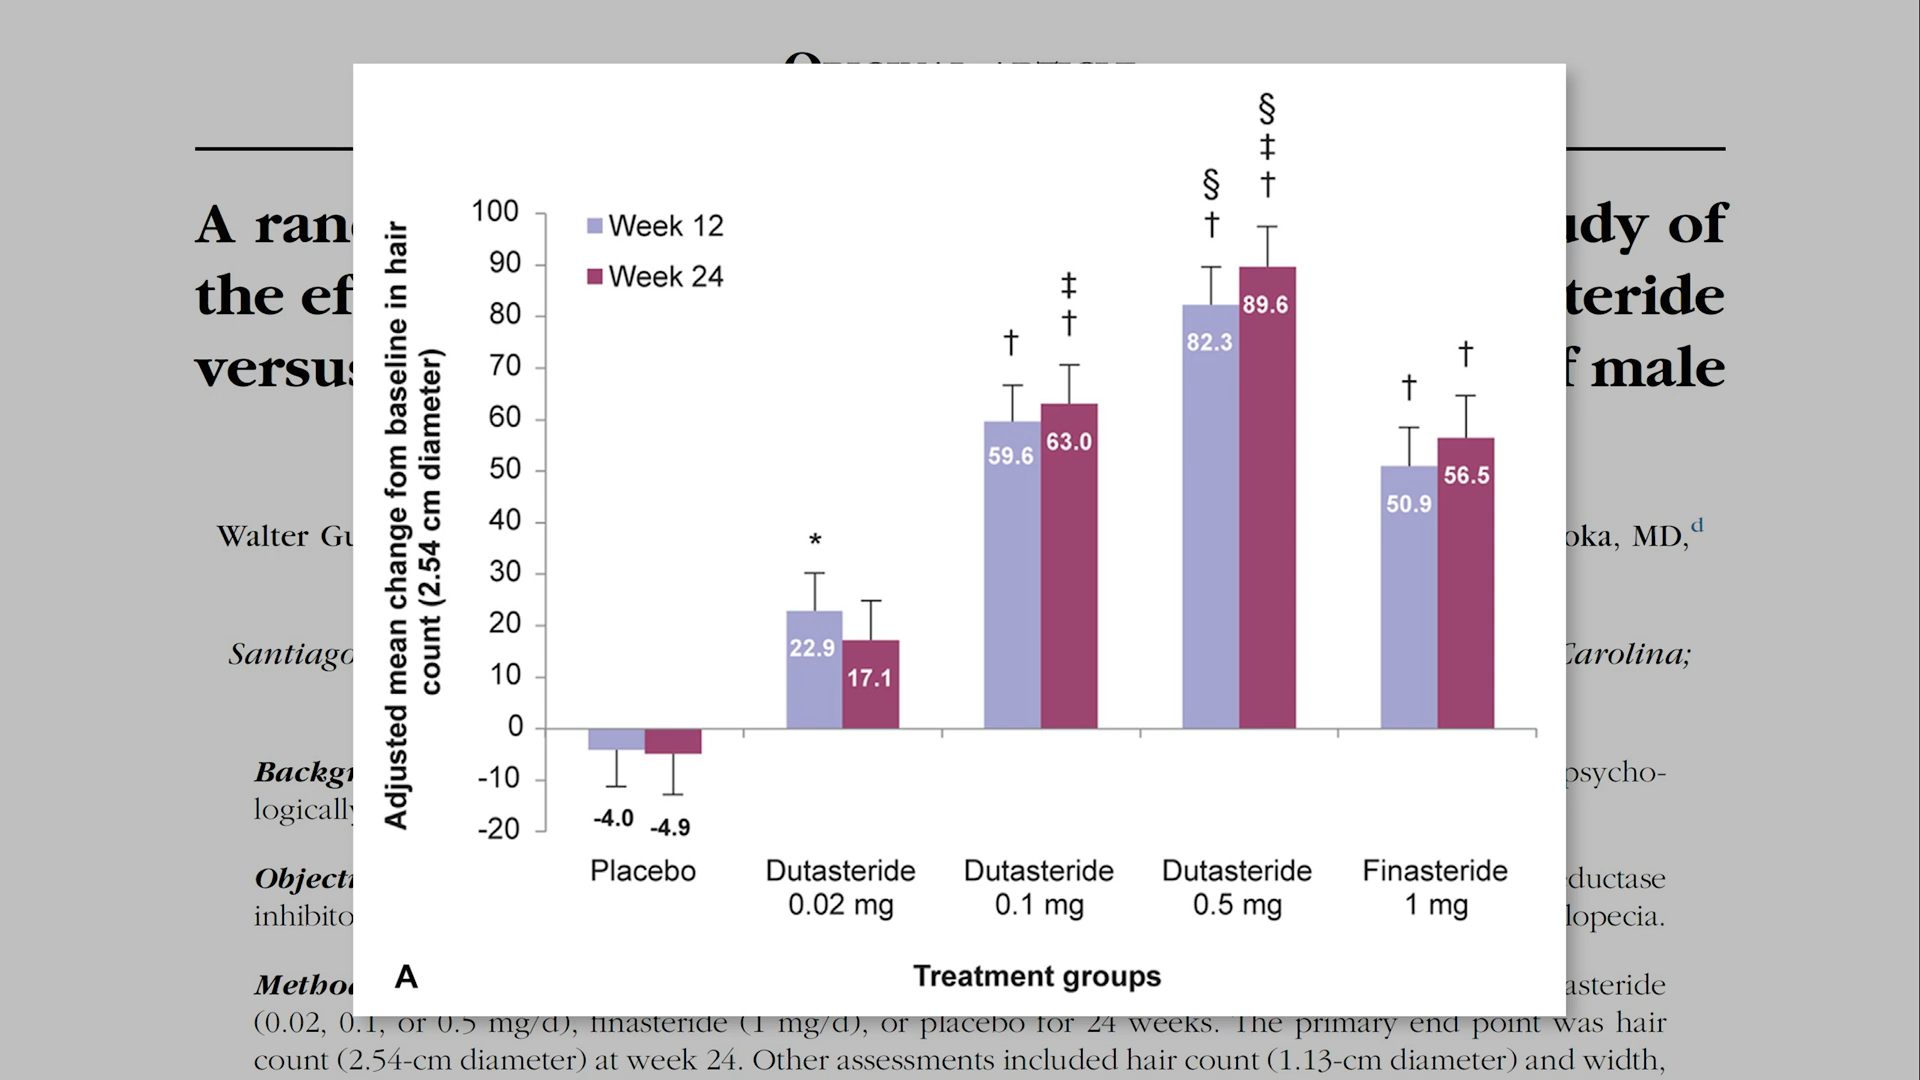 A ran udy of
the ef teride
versus f male
Walter Gu oka, MD,d
Santiago Carolina;
Backgr psycho-
logically
Objecti eductase
inhibito lopecia.
Metho asteride
(0.02, 0.1, or 0.5 mg/d), finasteride (1 mg/d), or placebo for 24 weeks. The primary end point was hair
count (2.54-cm diameter) at week 24. Other assessments included hair count (1.13-cm diameter) and width,
Adjusted mean change fom baseline in hair
count (2.54 cm diameter)
100
90
80
70
60
50
40
30
20
10
0
-10
-20
Week 12
Week 24
-4.0
-4.9
*
22.9
17.1
†
59.6
‡
†
63.0
§
†
82.3
§
‡
†
89.6
†
50.9
†
56.5
Placebo
Dutasteride
0.02 mg
Dutasteride
0.1 mg
Dutasteride
0.5 mg
Finasteride
1 mg
A
Treatment groups